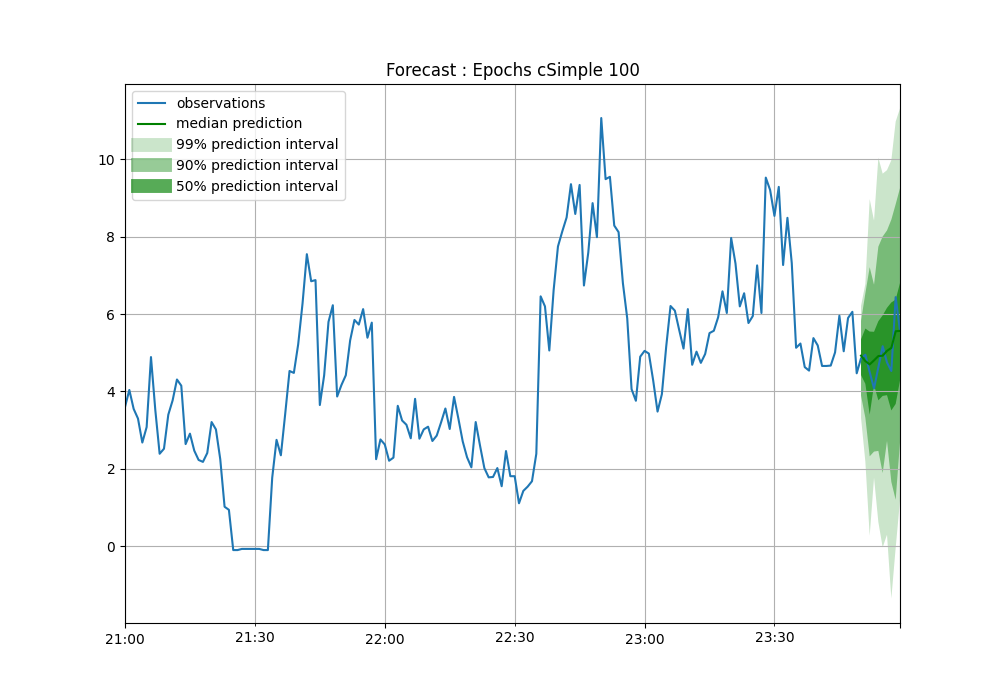 Forecast : Epochs cSimple 100
observations
median prediction
99% prediction interval
90% prediction interval
50% prediction interval
10
8
6
4
2
0
21:00 21:30 22:00 22:30 23:00 23:30